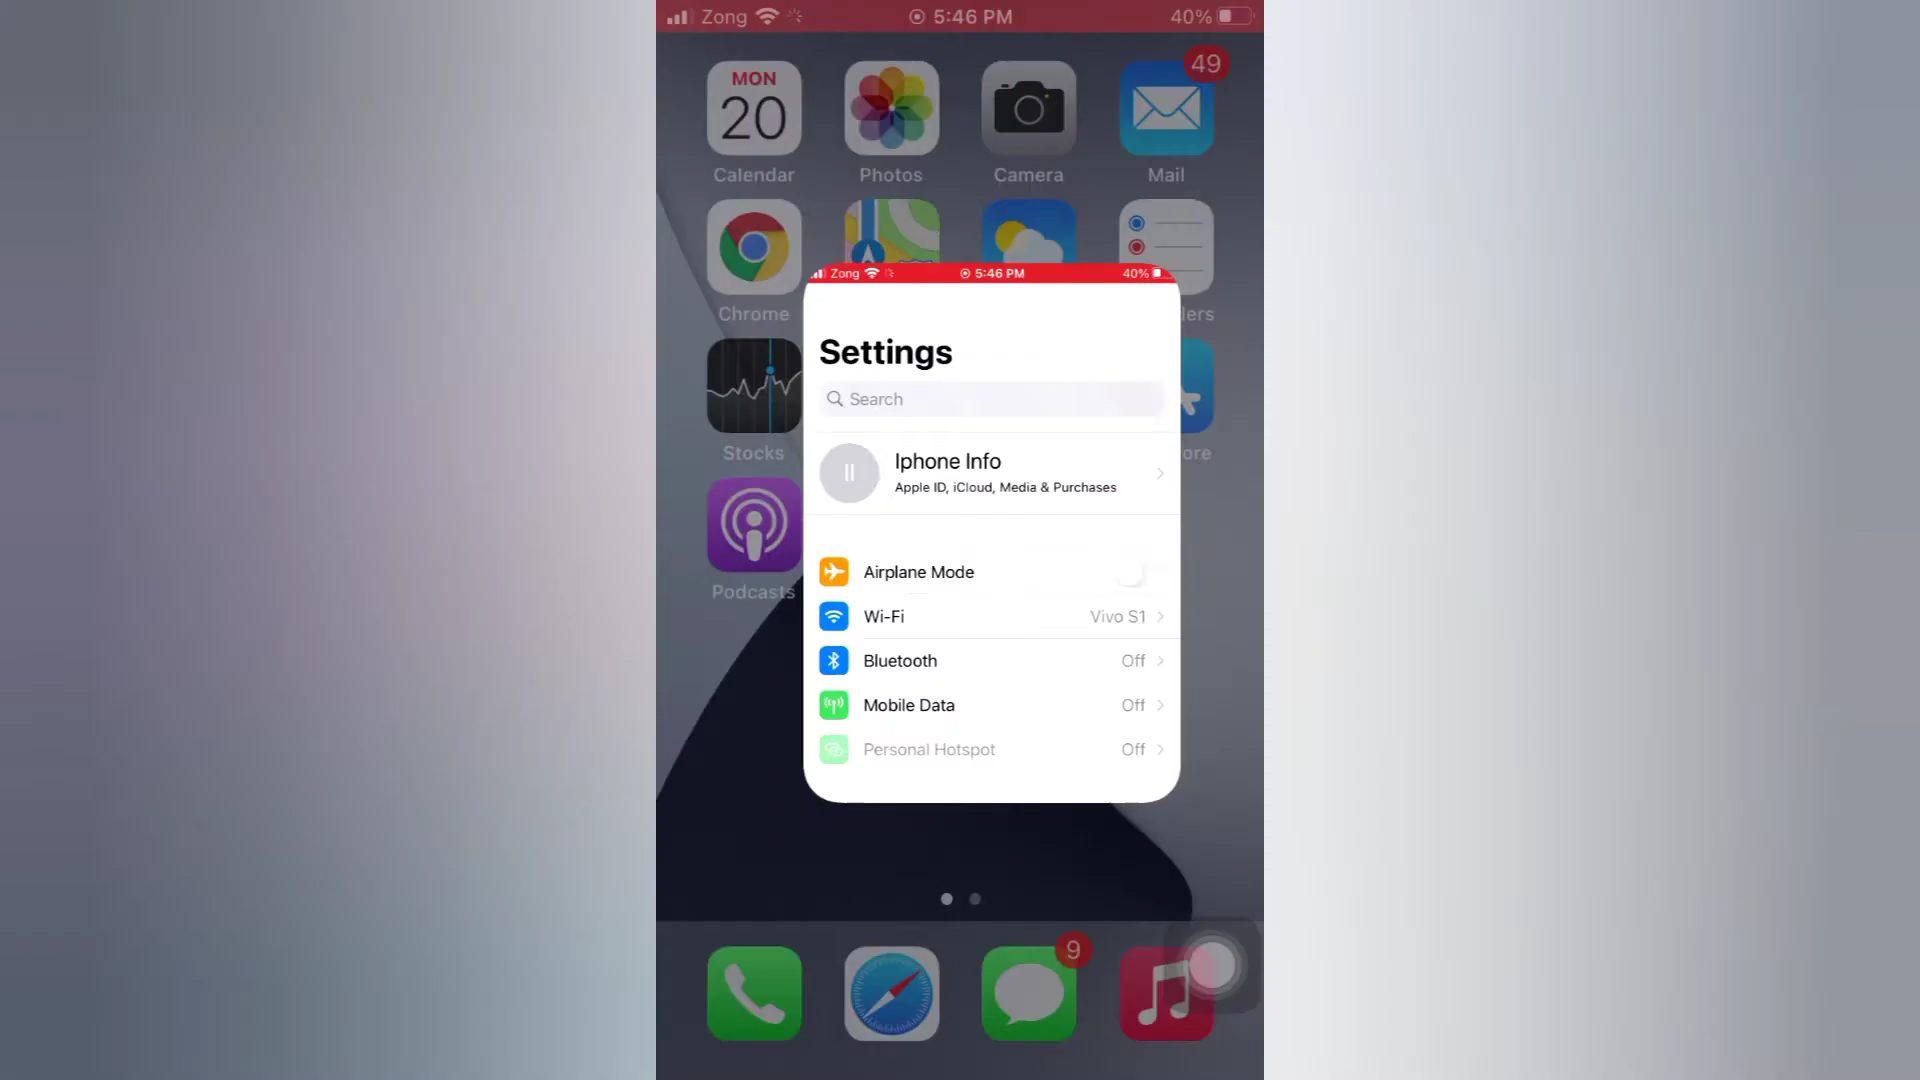 Zong 5:46 PM 40%
49
MON
20
Calendar Photos Camera Mail
Zong 5:46 PM 40%
Chrome ders
Settings
Search
Stocks ore
Iphone Info
Apple ID, iCloud, Media & Purchases
Airplane Mode
Podcasts
Wi-Fi Vivo S1
Bluetooth Off
Mobile Data Off
Personal Hotspot Off
9